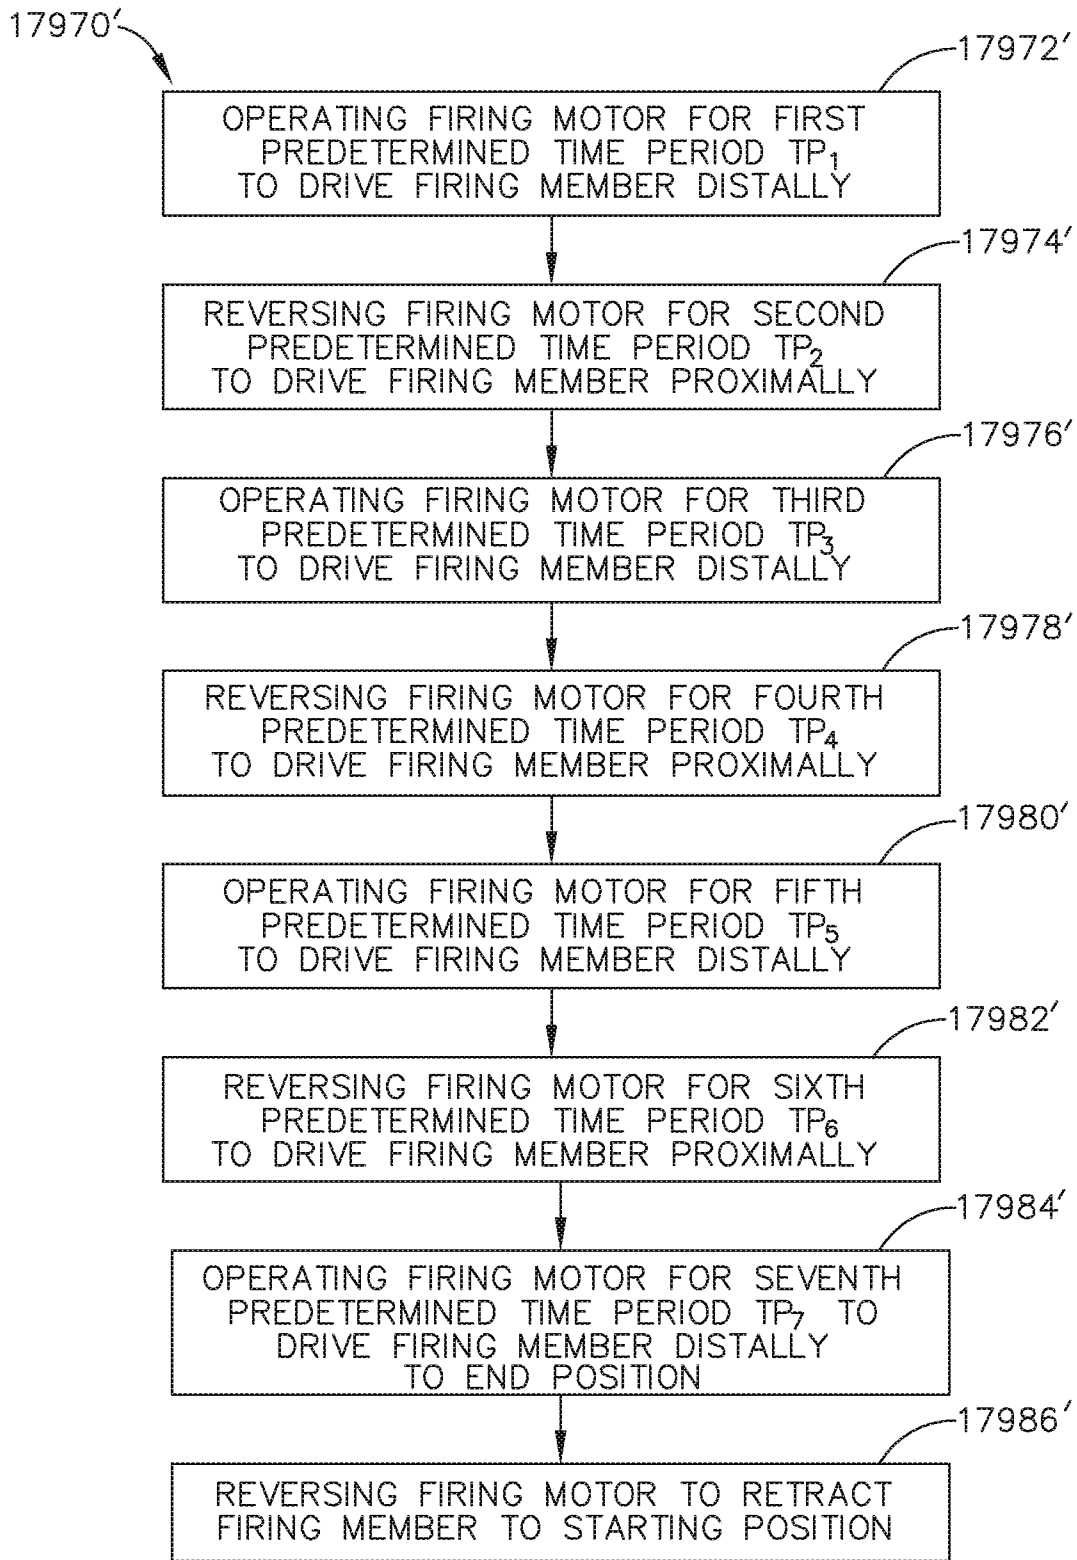 17970′
17972′
OPERATING FIRING MOTOR FOR FIRST
PREDETERMINED TIME PERIOD TP₁
TO DRIVE FIRING MEMBER DISTALLY
17974′
REVERSING FIRING MOTOR FOR SECOND
PREDETERMINED TIME PERIOD TP₂
TO DRIVE FIRING MEMBER PROXIMALLY
17976′
OPERATING FIRING MOTOR FOR THIRD
PREDETERMINED TIME PERIOD TP₃
TO DRIVE FIRING MEMBER DISTALLY
17978′
REVERSING FIRING MOTOR FOR FOURTH
PREDETERMINED TIME PERIOD TP₄
TO DRIVE FIRING MEMBER PROXIMALLY
17980′
OPERATING FIRING MOTOR FOR FIFTH
PREDETERMINED TIME PERIOD TP₅
TO DRIVE FIRING MEMBER DISTALLY
17982′
REVERSING FIRING MOTOR FOR SIXTH
PREDETERMINED TIME PERIOD TP₆
TO DRIVE FIRING MEMBER PROXIMALLY
17984′
OPERATING FIRING MOTOR FOR SEVENTH
PREDETERMINED TIME PERIOD TP₇ TO
DRIVE FIRING MEMBER DISTALLY
TO END POSITION
17986′
REVERSING FIRING MOTOR TO RETRACT
FIRING MEMBER TO STARTING POSITION